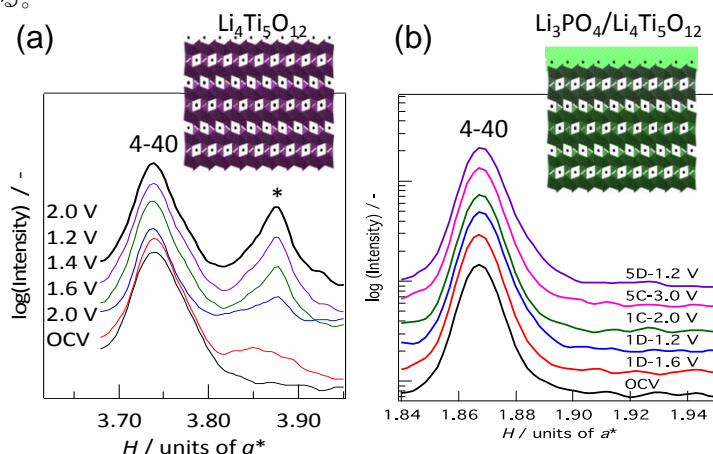 る。
(a)
Li₄Ti₅O₁₂
4-40
*
2.0 V
1.2 V
1.4 V
1.6 V
2.0 V
OCV
log(Intensity) / -
3.70
3.80
3.90
H / units of a*
(b)
Li₃PO₄/Li₄Ti₅O₁₂
4-40
log (Intensity) / -
5D-1.2 V
5C-3.0 V
1C-2.0 V
1D-1.2 V
1D-1.6 V
OCV
1.84
1.86
1.88
1.90
1.92
1.94
H / units of a*